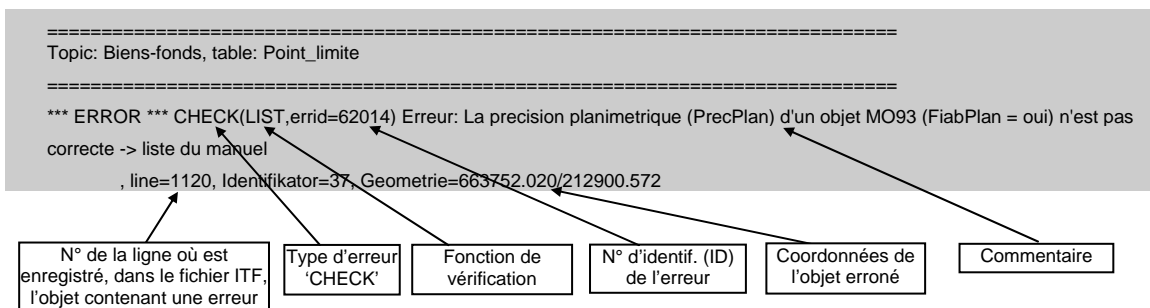 ==========================================================================================
Topic: Biens-fonds, table: Point_limite
==========================================================================================
*** ERROR *** CHECK(LIST,errid=62014) Erreur: La precision planimetrique (PrecPlan) d'un objet MO93 (FiabPlan = oui) n'est pas
correcte -> liste du manuel
, line=1120, Identifikator=37, Geometrie=663752.020/212900.572
N° de la ligne où est
enregistré, dans le fichier ITF,
l'objet contenant une erreur
Type d'erreur
'CHECK'
Fonction de
vérification
N° d'identif. (ID)
de l'erreur
Coordonnées de
l'objet erroné
Commentaire